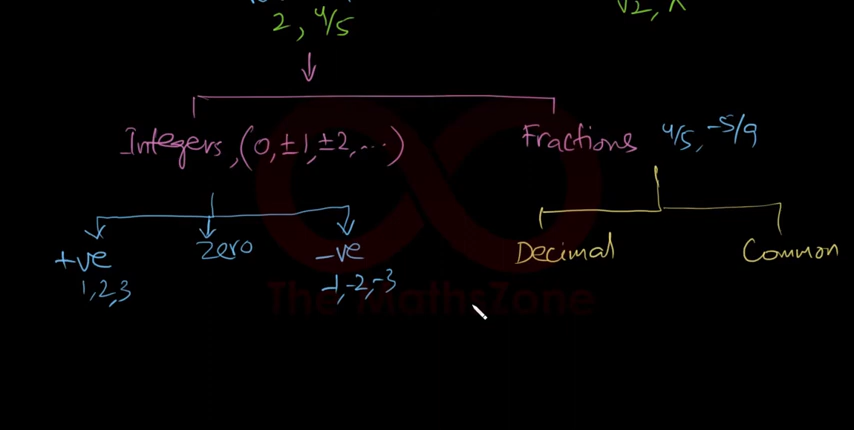 2, 4/5
√2, π
Integers, (0, ±1, ±2, ...)
Fractions 4/5, -5/9
+ve
Zero
-ve
1, 2, 3
-1, -2, -3
Decimal
Common
The MathsZone